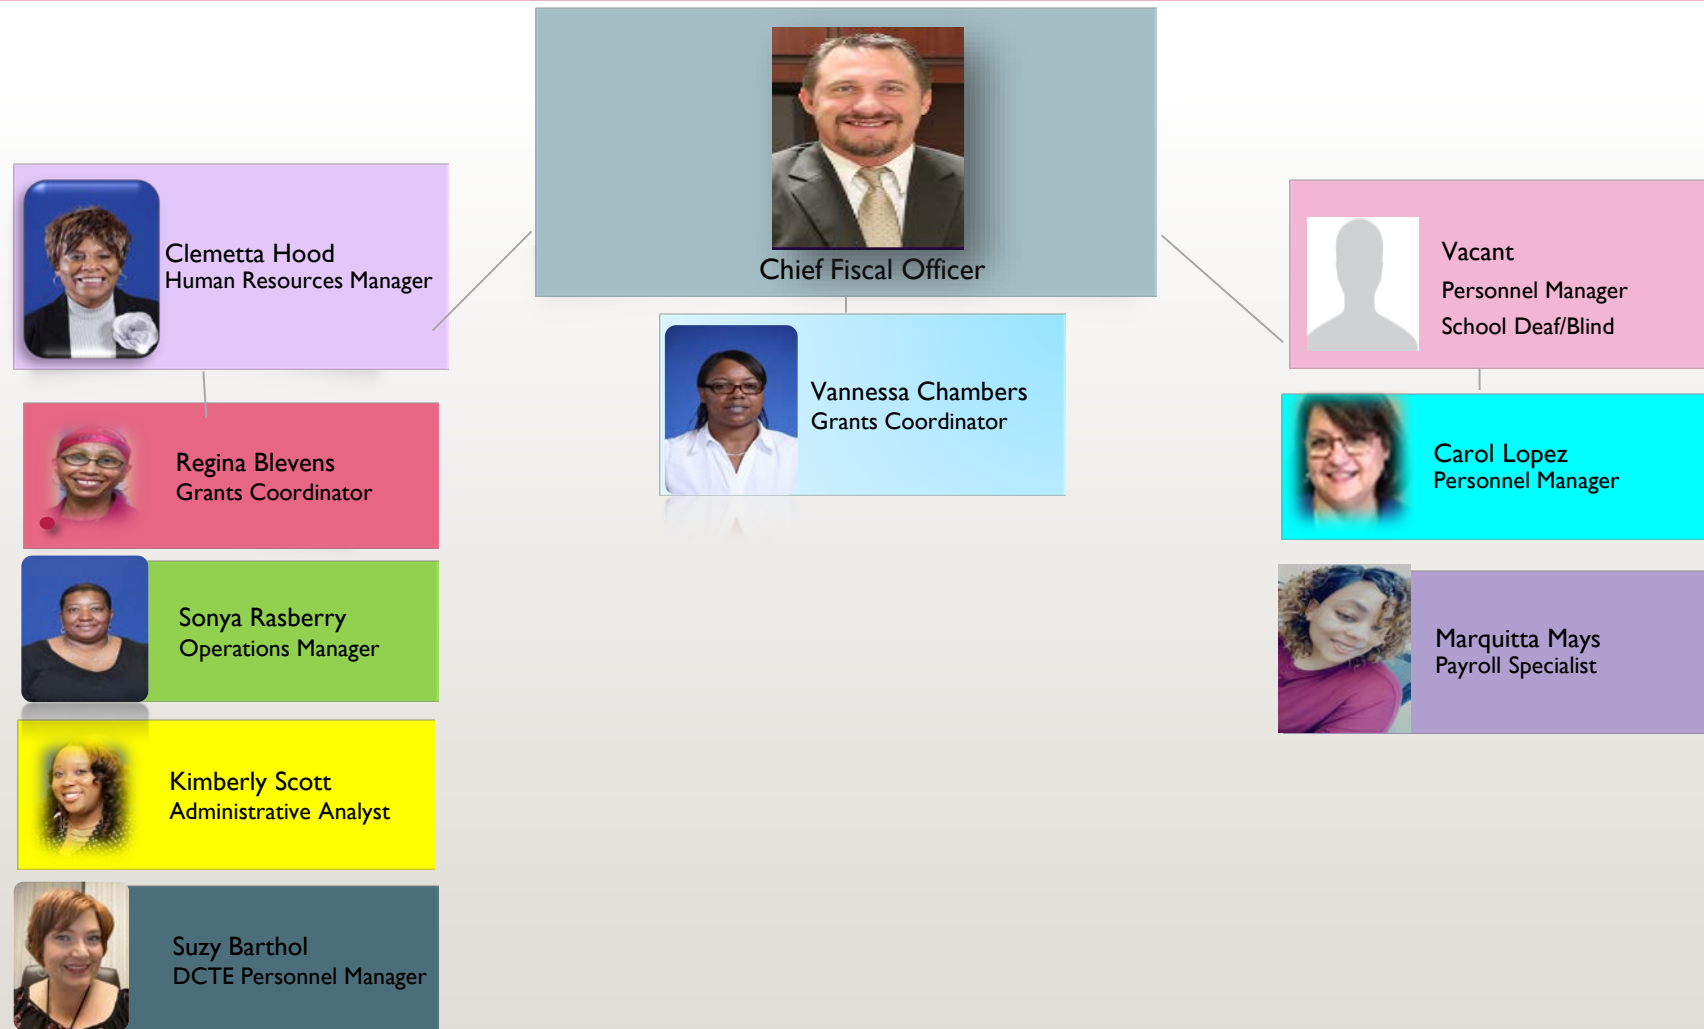 Chief Fiscal Officer
Clemetta Hood
Human Resources Manager
Vannessa Chambers
Grants Coordinator
Vacant
Personnel Manager
School Deaf/Blind
Regina Blevens
Grants Coordinator
Carol Lopez
Personnel Manager
Sonya Rasberry
Operations Manager
Marquitta Mays
Payroll Specialist
Kimberly Scott
Administrative Analyst
Suzy Barthol
DCTE Personnel Manager